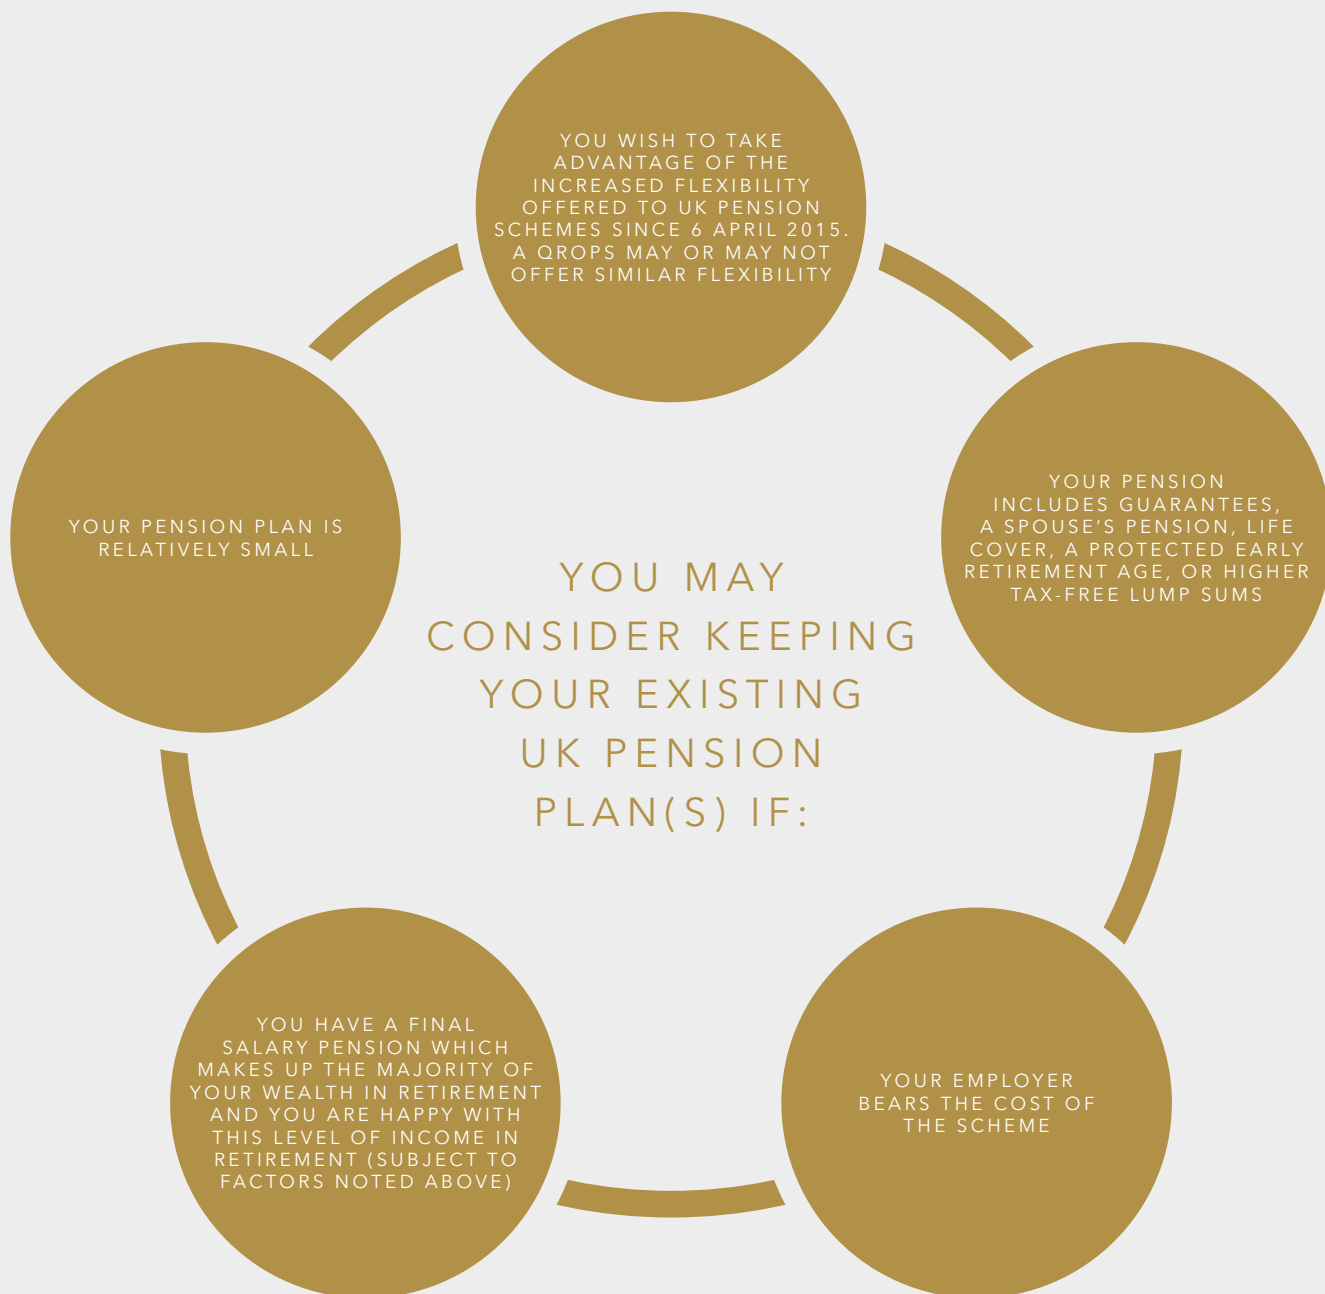 YOU WISH TO TAKE
ADVANTAGE OF THE
INCREASED FLEXIBILITY
OFFERED TO UK PENSION
SCHEMES SINCE 6 APRIL 2015.
A QROPS MAY OR MAY NOT
OFFER SIMILAR FLEXIBILITY
YOUR PENSION
INCLUDES GUARANTEES,
A SPOUSE’S PENSION, LIFE
COVER, A PROTECTED EARLY
RETIREMENT AGE, OR HIGHER
TAX-FREE LUMP SUMS
YOUR PENSION PLAN IS
RELATIVELY SMALL
YOU MAY
CONSIDER KEEPING
YOUR EXISTING
UK PENSION
PLAN(S) IF:
YOU HAVE A FINAL
SALARY PENSION WHICH
MAKES UP THE MAJORITY OF
YOUR WEALTH IN RETIREMENT
AND YOU ARE HAPPY WITH
THIS LEVEL OF INCOME IN
RETIREMENT (SUBJECT TO
FACTORS NOTED ABOVE)
YOUR EMPLOYER
BEARS THE COST OF
THE SCHEME